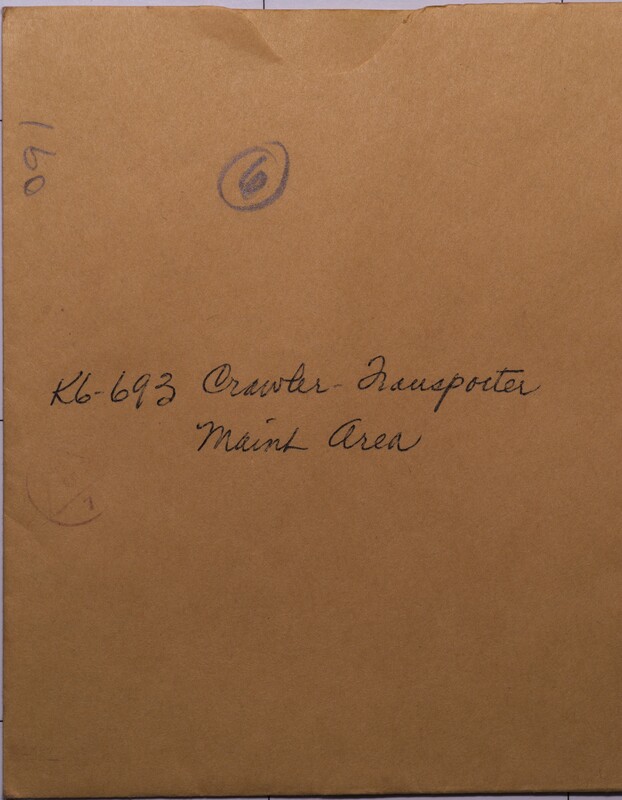 160
6
K6-693 Crawler-Transporter
Maint Area